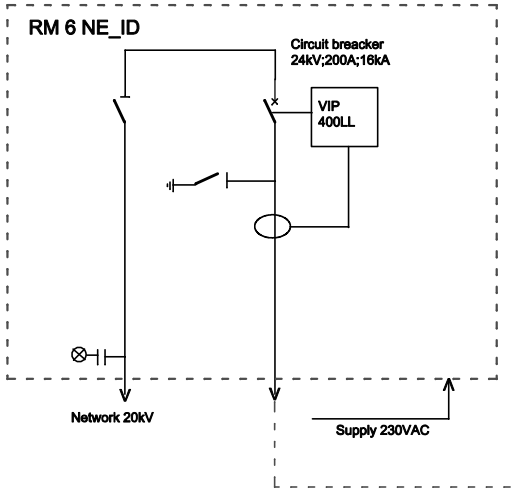 RM 6 NE_ID
Circuit breacker
24kV;200A;16kA
VIP
400LL
Network 20kV
Supply 230VAC